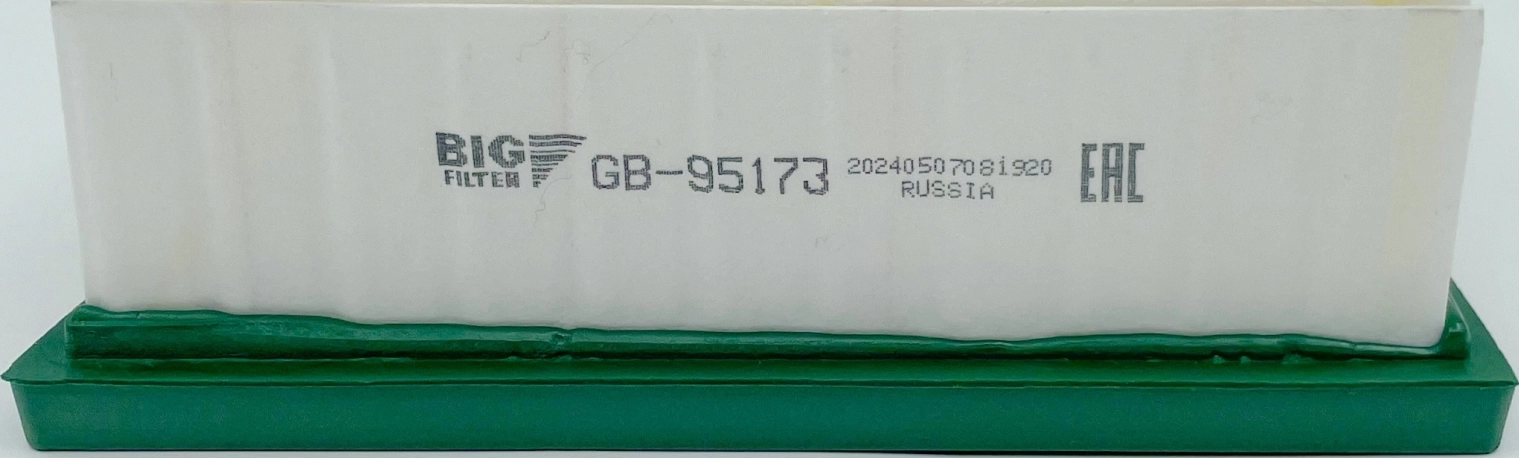 BIG
FILTER
GB-95173
20240507081920
RUSSIA
EAC